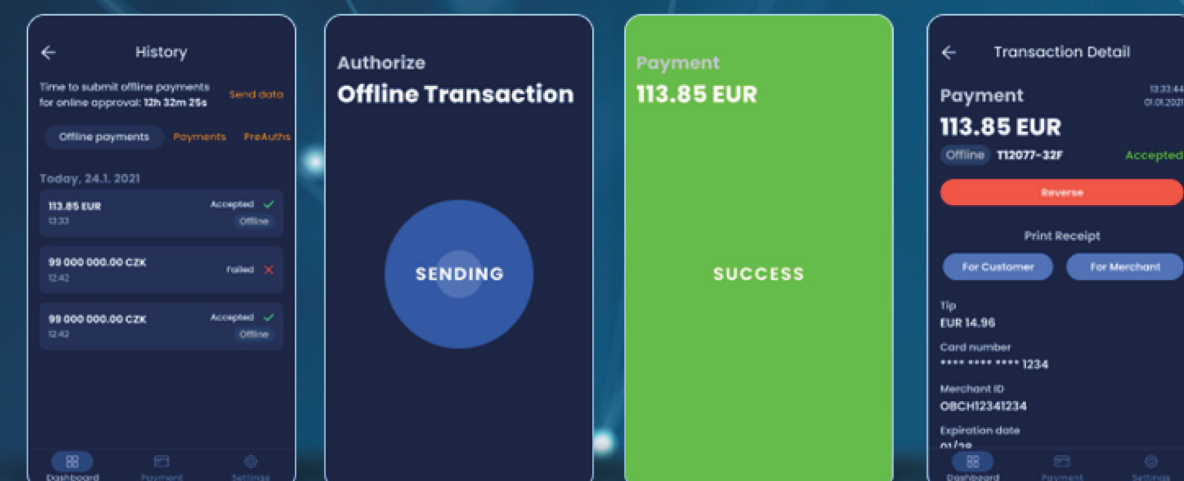 History
Time to submit offline payments
for online approval: 12h 32m 25s
Send data
Offline payments Payments PreAuths
Today, 24.1. 2021
113.85 EUR Accepted
13:33 Offline
99 000 000.00 CZK Failed
12:42
99 000 000.00 CZK Accepted
12:42 Offline
Dashboard Payment Settings
Authorize
Offline Transaction
SENDING
Payment
113.85 EUR
SUCCESS
Transaction Detail
Payment 13:33:44
01.01.2021
113.85 EUR
Offline T12077-32F Accepted
Reverse
Print Receipt
For Customer For Merchant
Tip
EUR 14.96
Card number
**** **** **** 1234
Merchant ID
OBCH12341234
Expiration date
01/28
Dashboard Payment Settings